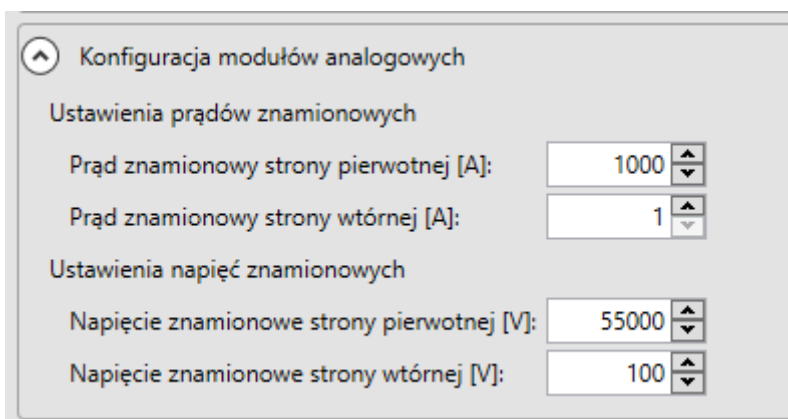 Konfiguracja modułów analogowych
Ustawienia prądów znamionowych
Prąd znamionowy strony pierwotnej [A]: 1000
Prąd znamionowy strony wtórnej [A]: 1
Ustawienia napięć znamionowych
Napięcie znamionowe strony pierwotnej [V]: 55000
Napięcie znamionowe strony wtórnej [V]: 100